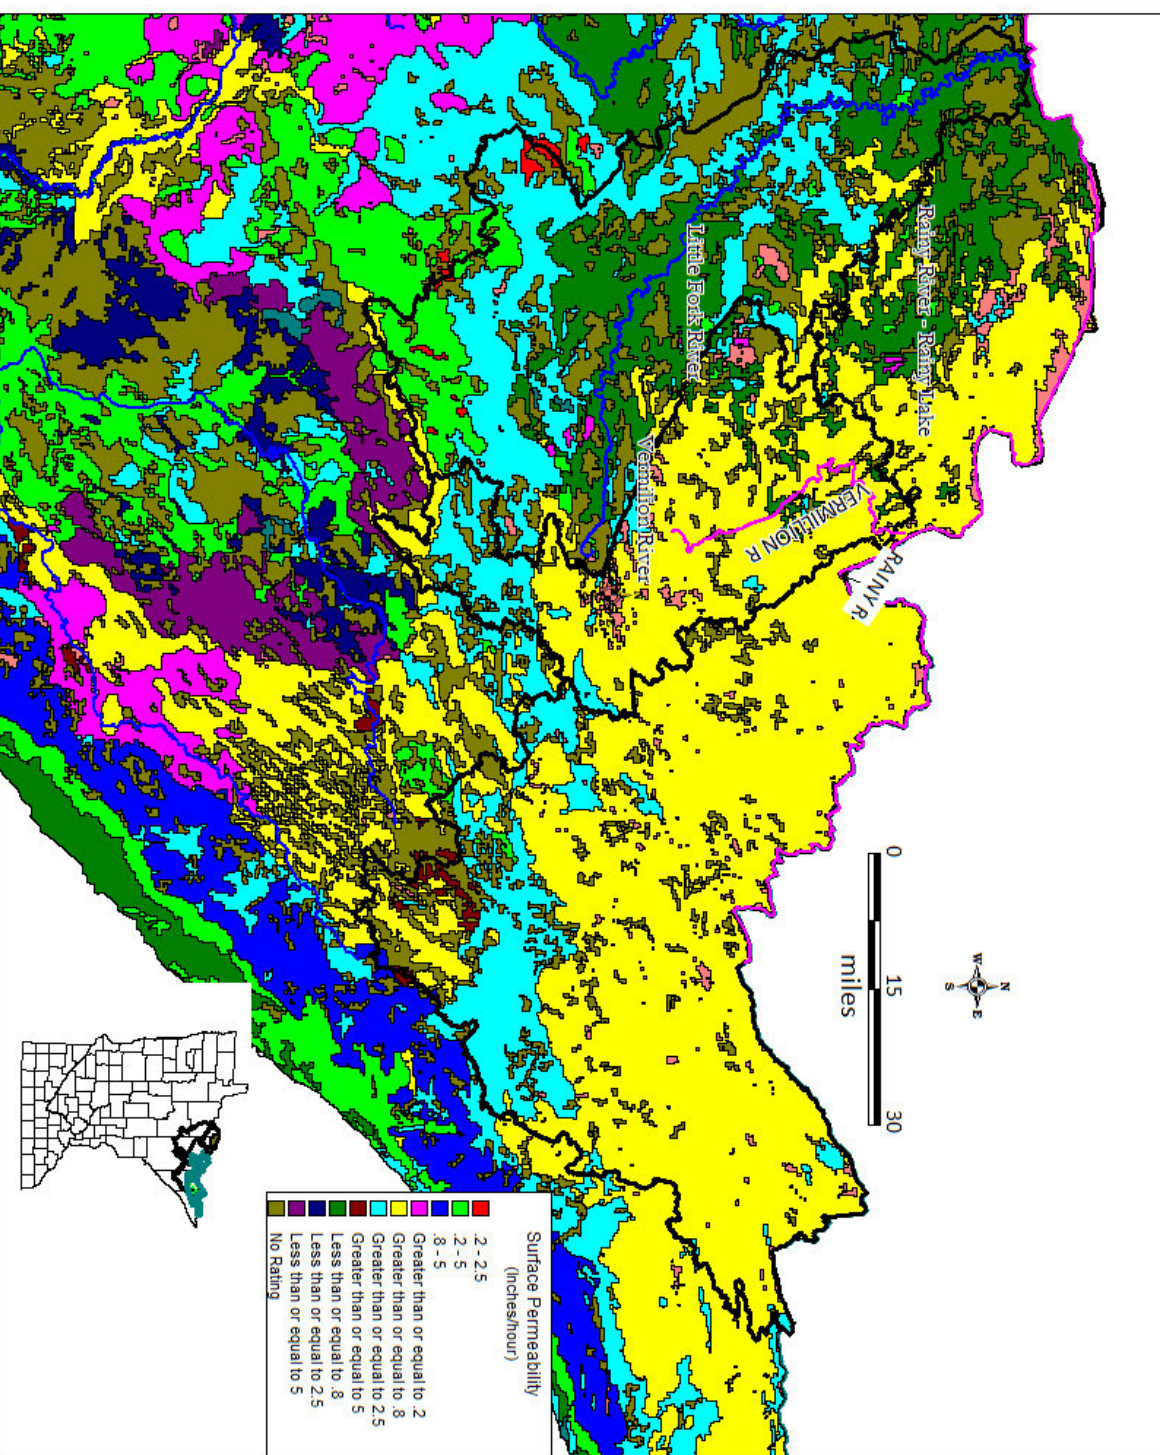 Rainy River - Rainy Lake
Little Fork River
Vermilion River
VERMILION R
RAINY R.
0
15
30
miles
N
W
E
S
Surface Permeability
(Inches/hour)
.2 - 2.5
.2 - 5
.8 - 5
Greater than or equal to .2
Greater than or equal to .8
Greater than or equal to 2.5
Greater than or equal to 5
Less than or equal to .8
Less than or equal to 2.5
Less than or equal to 5
No Rating